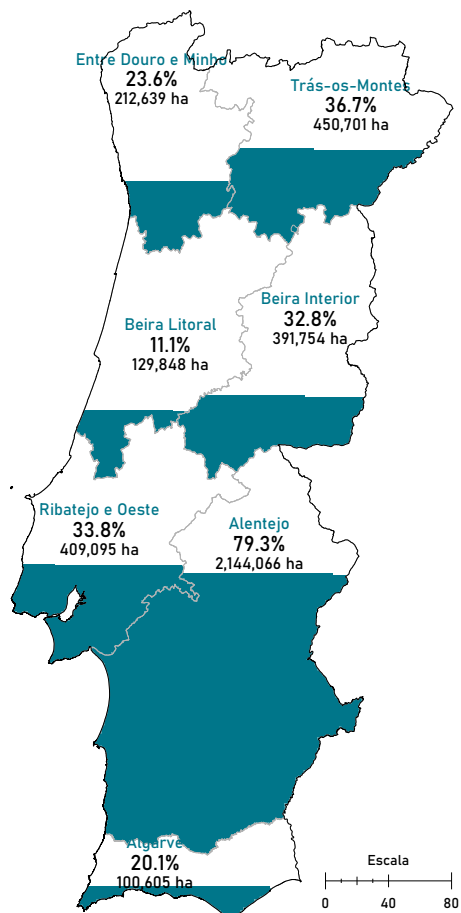 Entre Douro e Minho
23.6%
212,639 ha
Trás-os-Montes
36.7%
450,701 ha
Beira Interior
32.8%
391,754 ha
Beira Litoral
11.1%
129,848 ha
Ribatejo e Oeste
33.8%
409,095 ha
Alentejo
79.3%
2,144,066 ha
Algarve
20.1%
100,605 ha
Escala
0 40 80